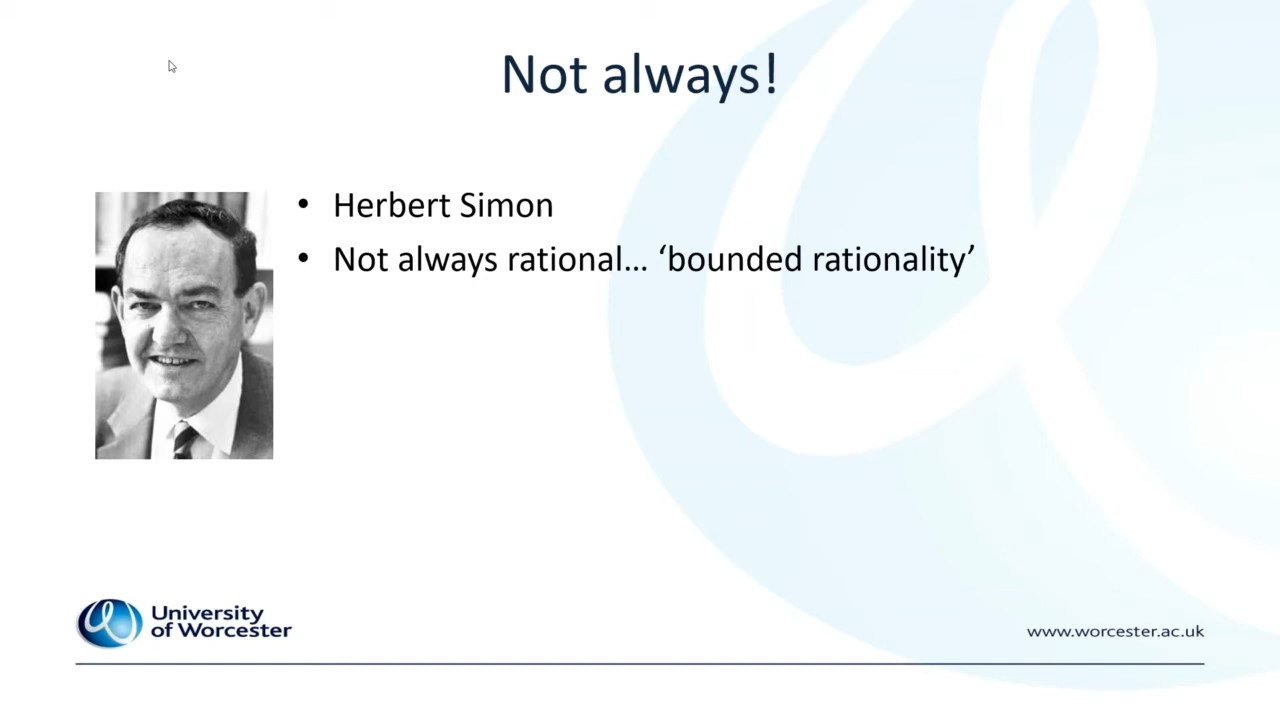 Not always!
• Herbert Simon
• Not always rational… ‘bounded rationality’
University
of Worcester
www.worcester.ac.uk